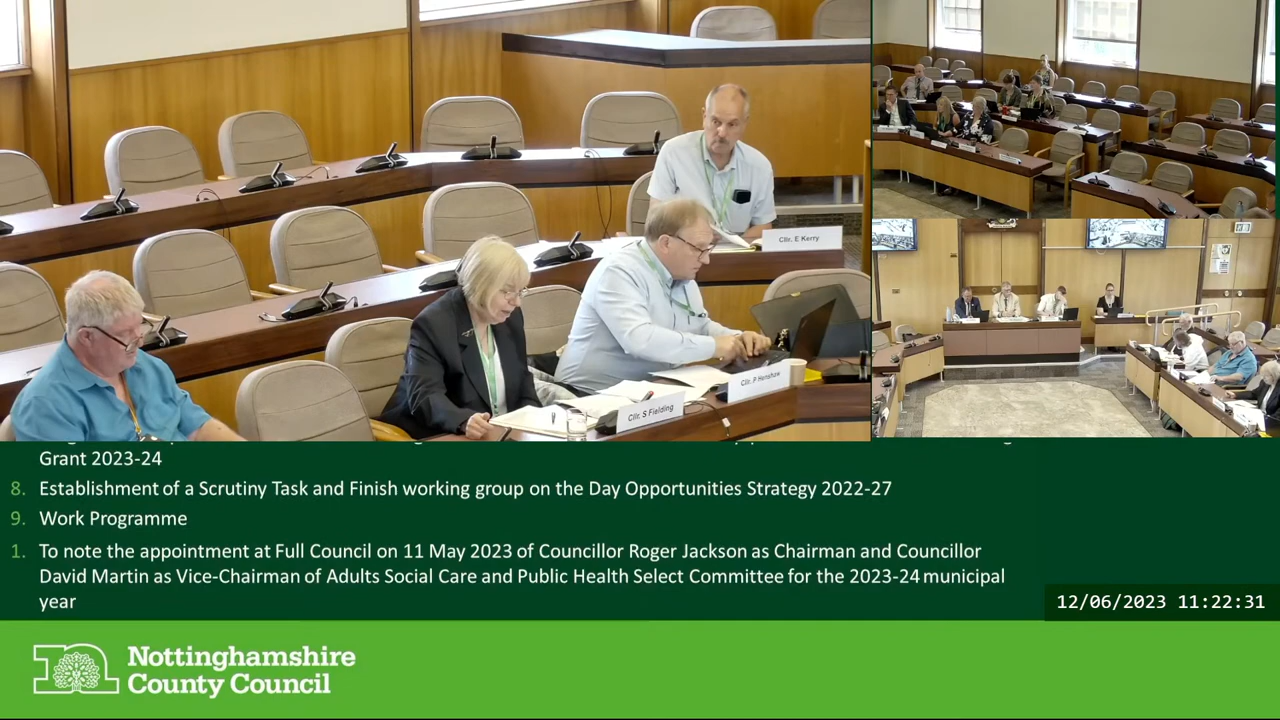 Cllr. E Kerry
Cllr. P Henshaw
Cllr. S Fielding
Grant 2023-24
8. Establishment of a Scrutiny Task and Finish working group on the Day Opportunities Strategy 2022-27
9. Work Programme
1. To note the appointment at Full Council on 11 May 2023 of Councillor Roger Jackson as Chairman and Councillor
David Martin as Vice-Chairman of Adults Social Care and Public Health Select Committee for the 2023-24 municipal
year
12/06/2023 11:22:31
Nottinghamshire
County Council